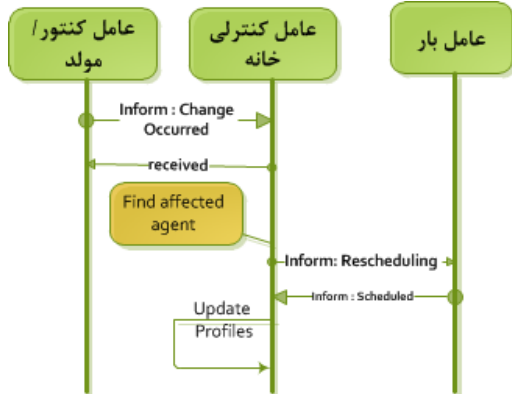 عامل کنتور/
مولد
عامل کنترلی
خانه
عامل بار
Inform : Change
Occurred
received
Find affected
agent
Inform: Rescheduling
Inform : Scheduled
Update
Profiles